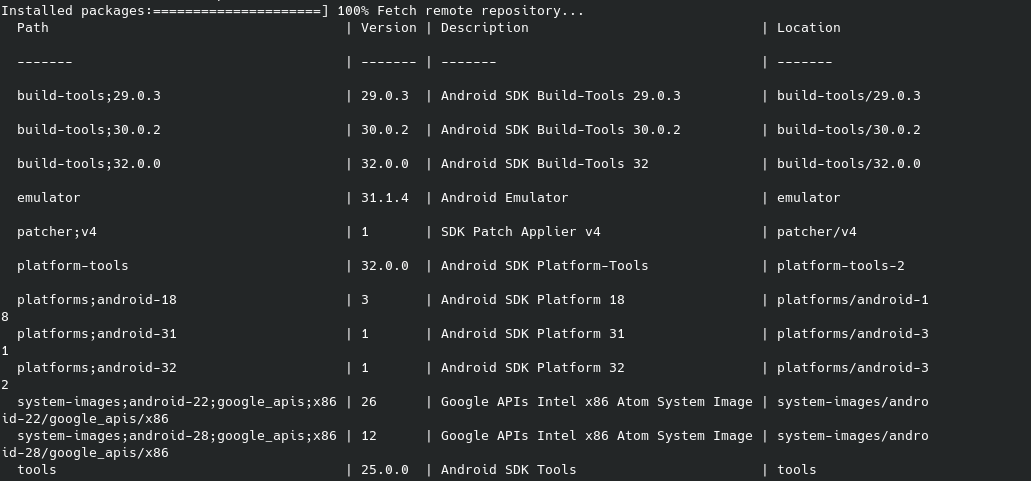 Installed packages:=====================] 100% Fetch remote repository...
  Path                                     | Version | Description                             | Location
  -------                                  | ------- | -------                                 | -------
  build-tools;29.0.3                       | 29.0.3  | Android SDK Build-Tools 29.0.3          | build-tools/29.0.3
  build-tools;30.0.2                       | 30.0.2  | Android SDK Build-Tools 30.0.2          | build-tools/30.0.2
  build-tools;32.0.0                       | 32.0.0  | Android SDK Build-Tools 32              | build-tools/32.0.0
  emulator                                 | 31.1.4  | Android Emulator                        | emulator
  patcher;v4                               | 1       | SDK Patch Applier v4                    | patcher/v4
  platform-tools                           | 32.0.0  | Android SDK Platform-Tools              | platform-tools-2
  platforms;android-18                     | 3       | Android SDK Platform 18                 | platforms/android-1
8
  platforms;android-31                     | 1       | Android SDK Platform 31                 | platforms/android-3
1
  platforms;android-32                     | 1       | Android SDK Platform 32                 | platforms/android-3
2
  system-images;android-22;google_apis;x86 | 26      | Google APIs Intel x86 Atom System Image | system-images/andro
id-22/google_apis/x86
  system-images;android-28;google_apis;x86 | 12      | Google APIs Intel x86 Atom System Image | system-images/andro
id-28/google_apis/x86
  tools                                    | 25.0.0  | Android SDK Tools                       | tools